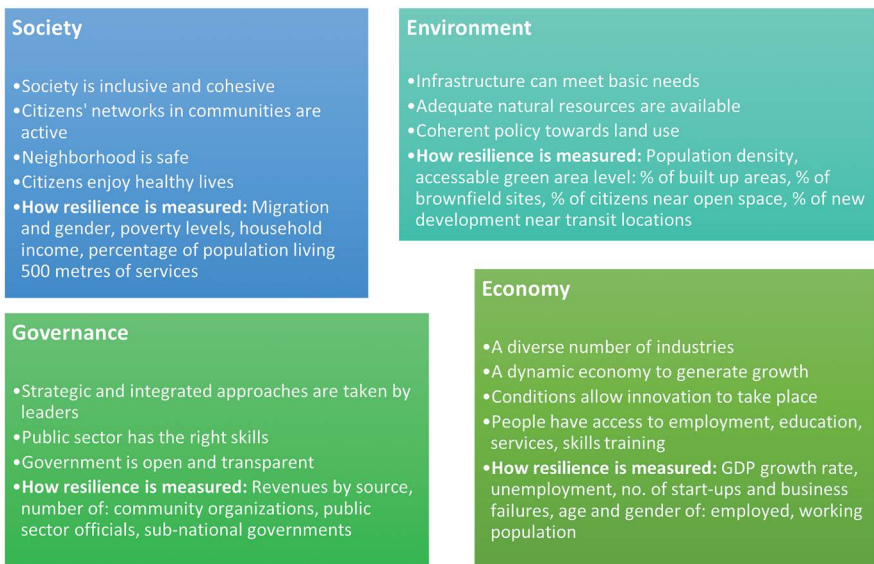 Society
•Society is inclusive and cohesive
•Citizens' networks in communities are
active
•Neighborhood is safe
•Citizens enjoy healthy lives
•How resilience is measured: Migration
and gender, poverty levels, household
income, percentage of population living
500 metres of services
Environment
•Infrastructure can meet basic needs
•Adequate natural resources are available
•Coherent policy towards land use
•How resilience is measured: Population density,
accessable green area level: % of built up areas, % of
brownfield sites, % of citizens near open space, % of new
development near transit locations
Governance
•Strategic and integrated approaches are taken by
leaders
•Public sector has the right skills
•Government is open and transparent
•How resilience is measured: Revenues by source,
number of: community organizations, public
sector officials, sub-national governments
Economy
•A diverse number of industries
•A dynamic economy to generate growth
•Conditions allow innovation to take place
•People have access to employment, education,
services, skills training
•How resilience is measured: GDP growth rate,
unemployment, no. of start-ups and business
failures, age and gender of: employed, working
population